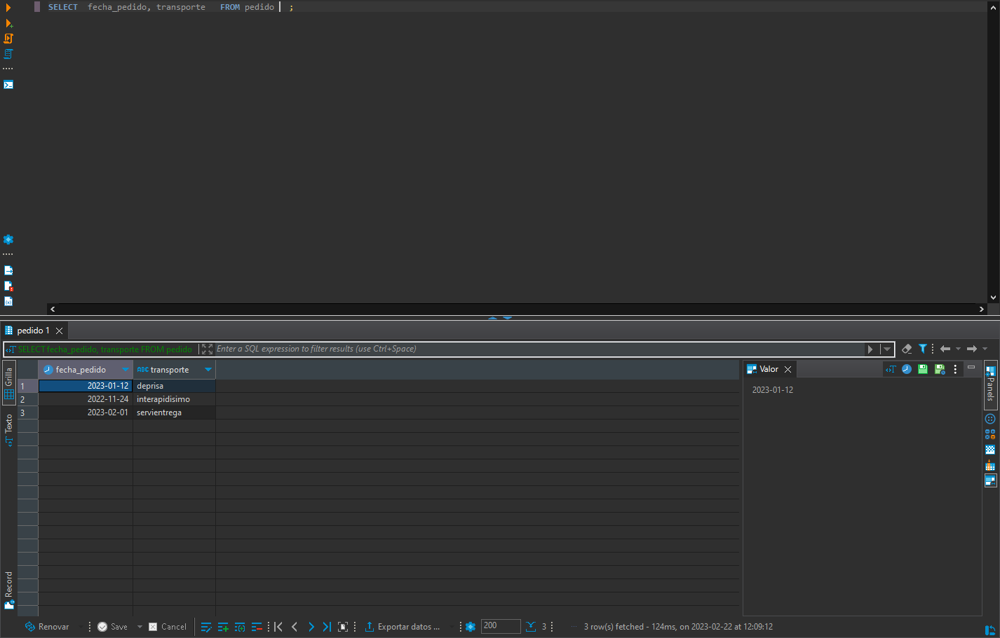 SELECT fecha_pedido, transporte FROM pedido ;
pedido 1
SELECT fecha_pedido, transporte FROM pedido
Enter a SQL expression to filter results (use Ctrl+Space)
Grilla
Texto
Record
fecha_pedido ABC transporte
1 2023-01-12 deprisa
2 2022-11-24 interapidisimo
3 2023-02-01 servientrega
Valor
2023-01-12
Panels
Renovar Save Cancel Exportar datos ... 200 3 3 row(s) fetched - 124ms, on 2023-02-22 at 12:09:12